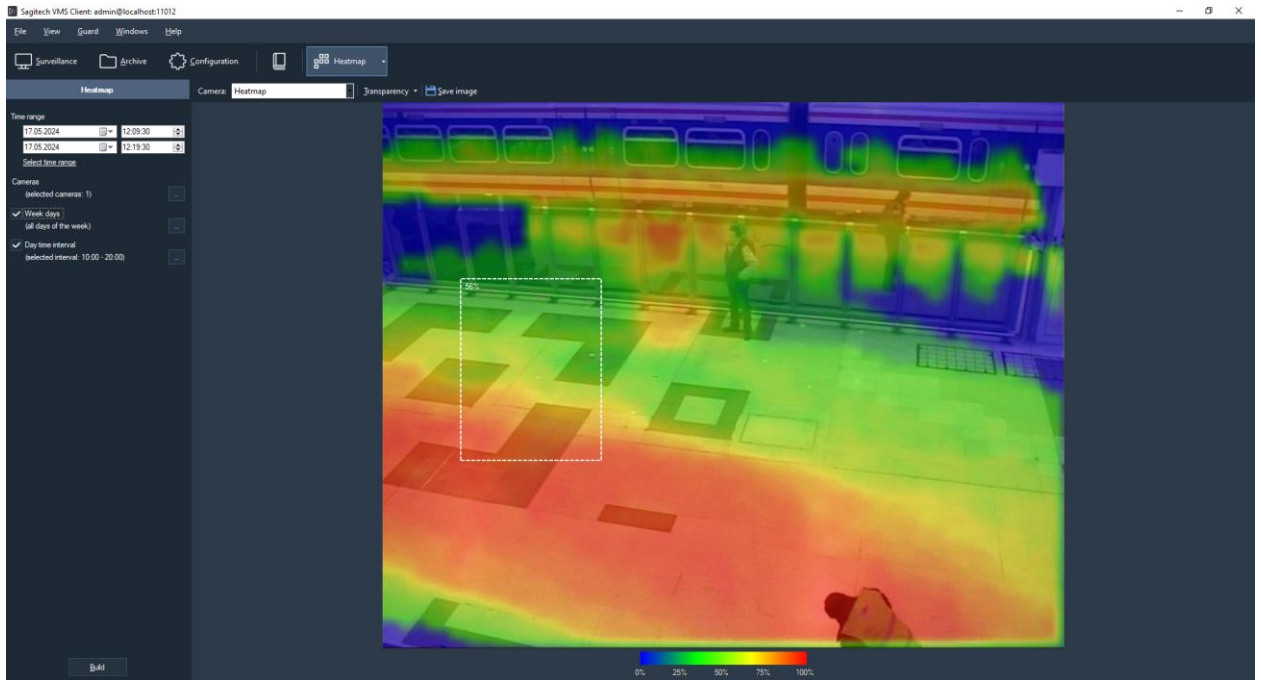 Sagitech VMS Client: admin@localhost:11012
File View Guard Windows Help
Surveillance Archive Configuration Heatmap
Heatmap
Camera: Heatmap Transparency Save image
Time range
17.05.2024 12:09:30
17.05.2024 12:19:30
Select time range
Cameras
(selected cameras: 1)
..
Week days
(all days of the week)
..
Day time interval
(selected interval: 10:00 - 20:00)
..
56%
Build
0% 25% 50% 75% 100%